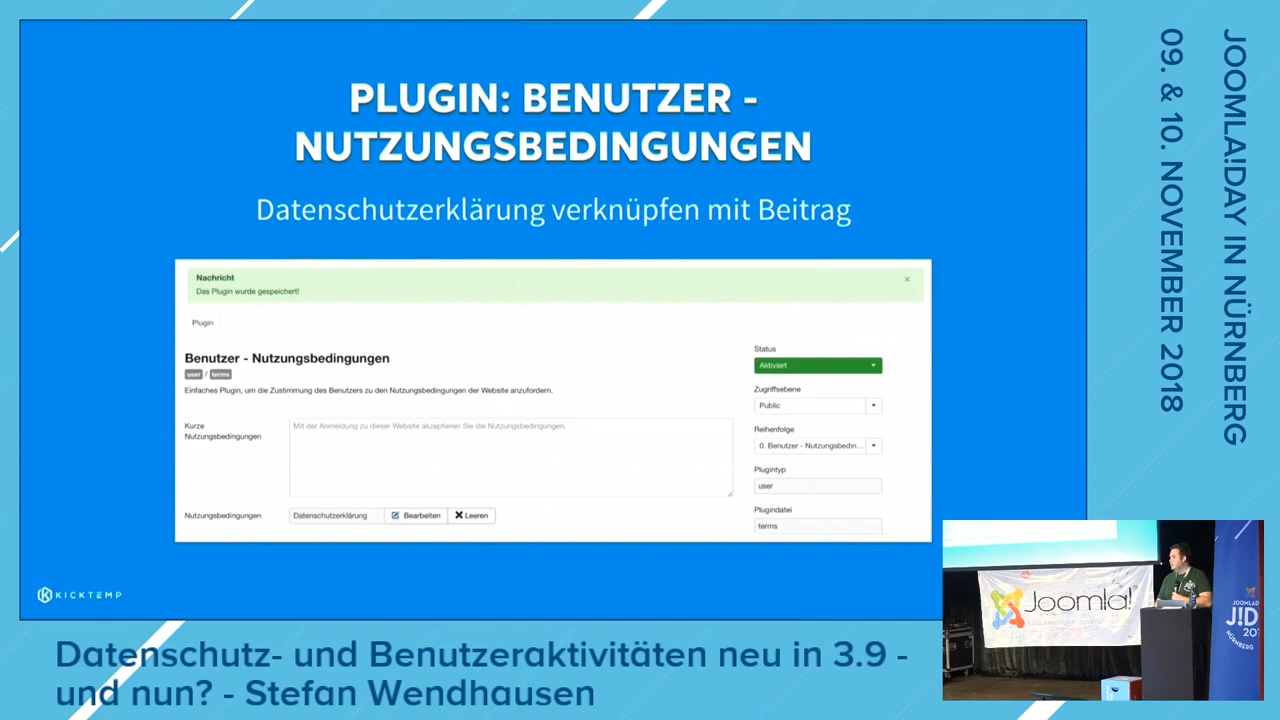 PLUGIN: BENUTZER -
NUTZUNGSBEDINGUNGEN
Datenschutzerklärung verknüpfen mit Beitrag
Nachricht
Das Plugin wurde gespeichert!
×
Plugin
Benutzer - Nutzungsbedingungen
user / terms
Einfaches Plugin, um die Zustimmung des Benutzers zu den Nutzungsbedingungen der Website anzufordern.
Kurze
Nutzungsbedingungen
Mit der Anmeldung zu dieser Website akzeptieren Sie die Nutzungsbedingungen.
Nutzungsbedingungen
Datenschutzerklärung
Bearbeiten
Leeren
Status
Aktiviert
Zugriffsebene
Public
Reihenfolge
0. Benutzer - Nutzungsbedin...
Plugintyp
user
Plugindatei
terms
KICKTEMP
JOOMLA!DAY IN NÜRNBERG
09. & 10. NOVEMBER 2018
Joomla!
JOOMLAD
J!D
NÜRNBERG
Datenschutz- und Benutzeraktivitäten neu in 3.9 -
und nun? - Stefan Wendhausen